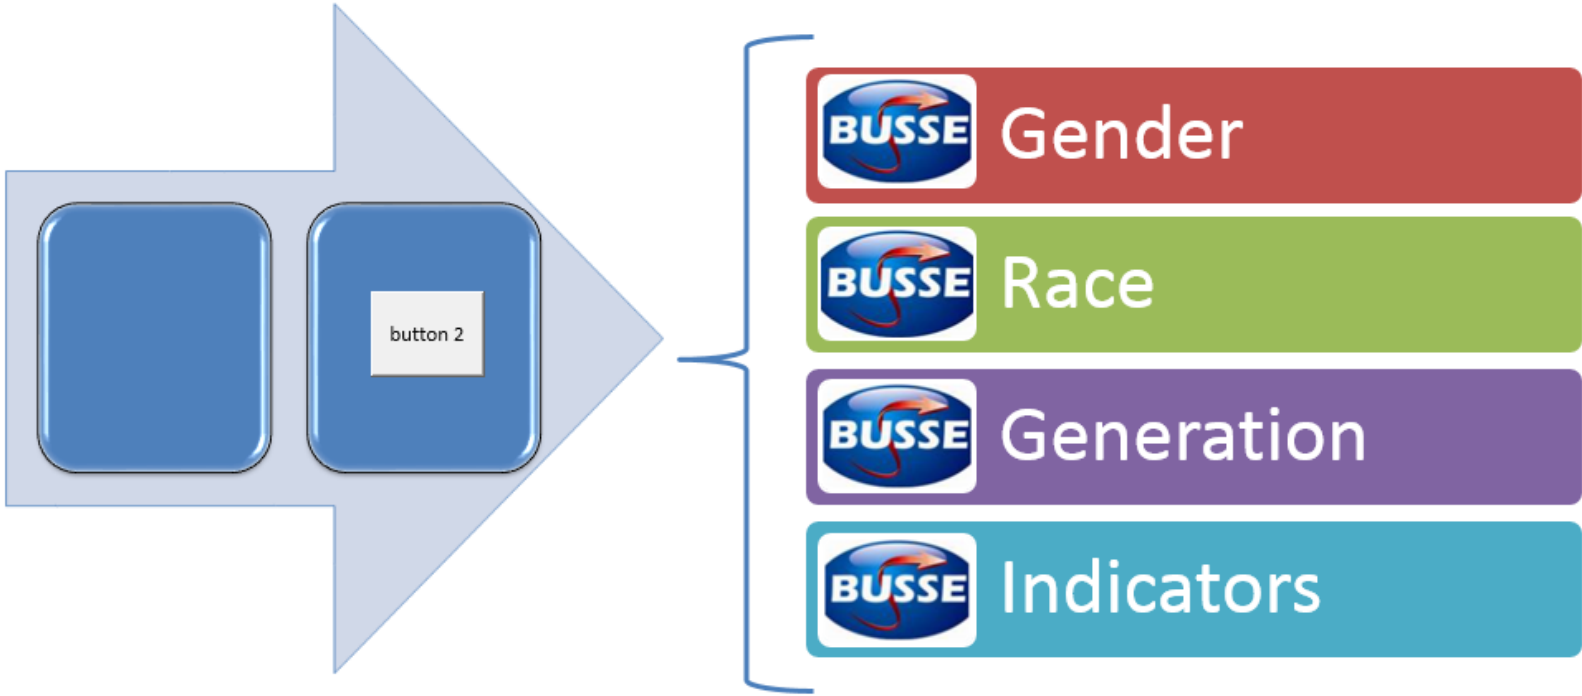 button 2
BUSSE
Gender
BUSSE
Race
BUSSE
Generation
BUSSE
Indicators